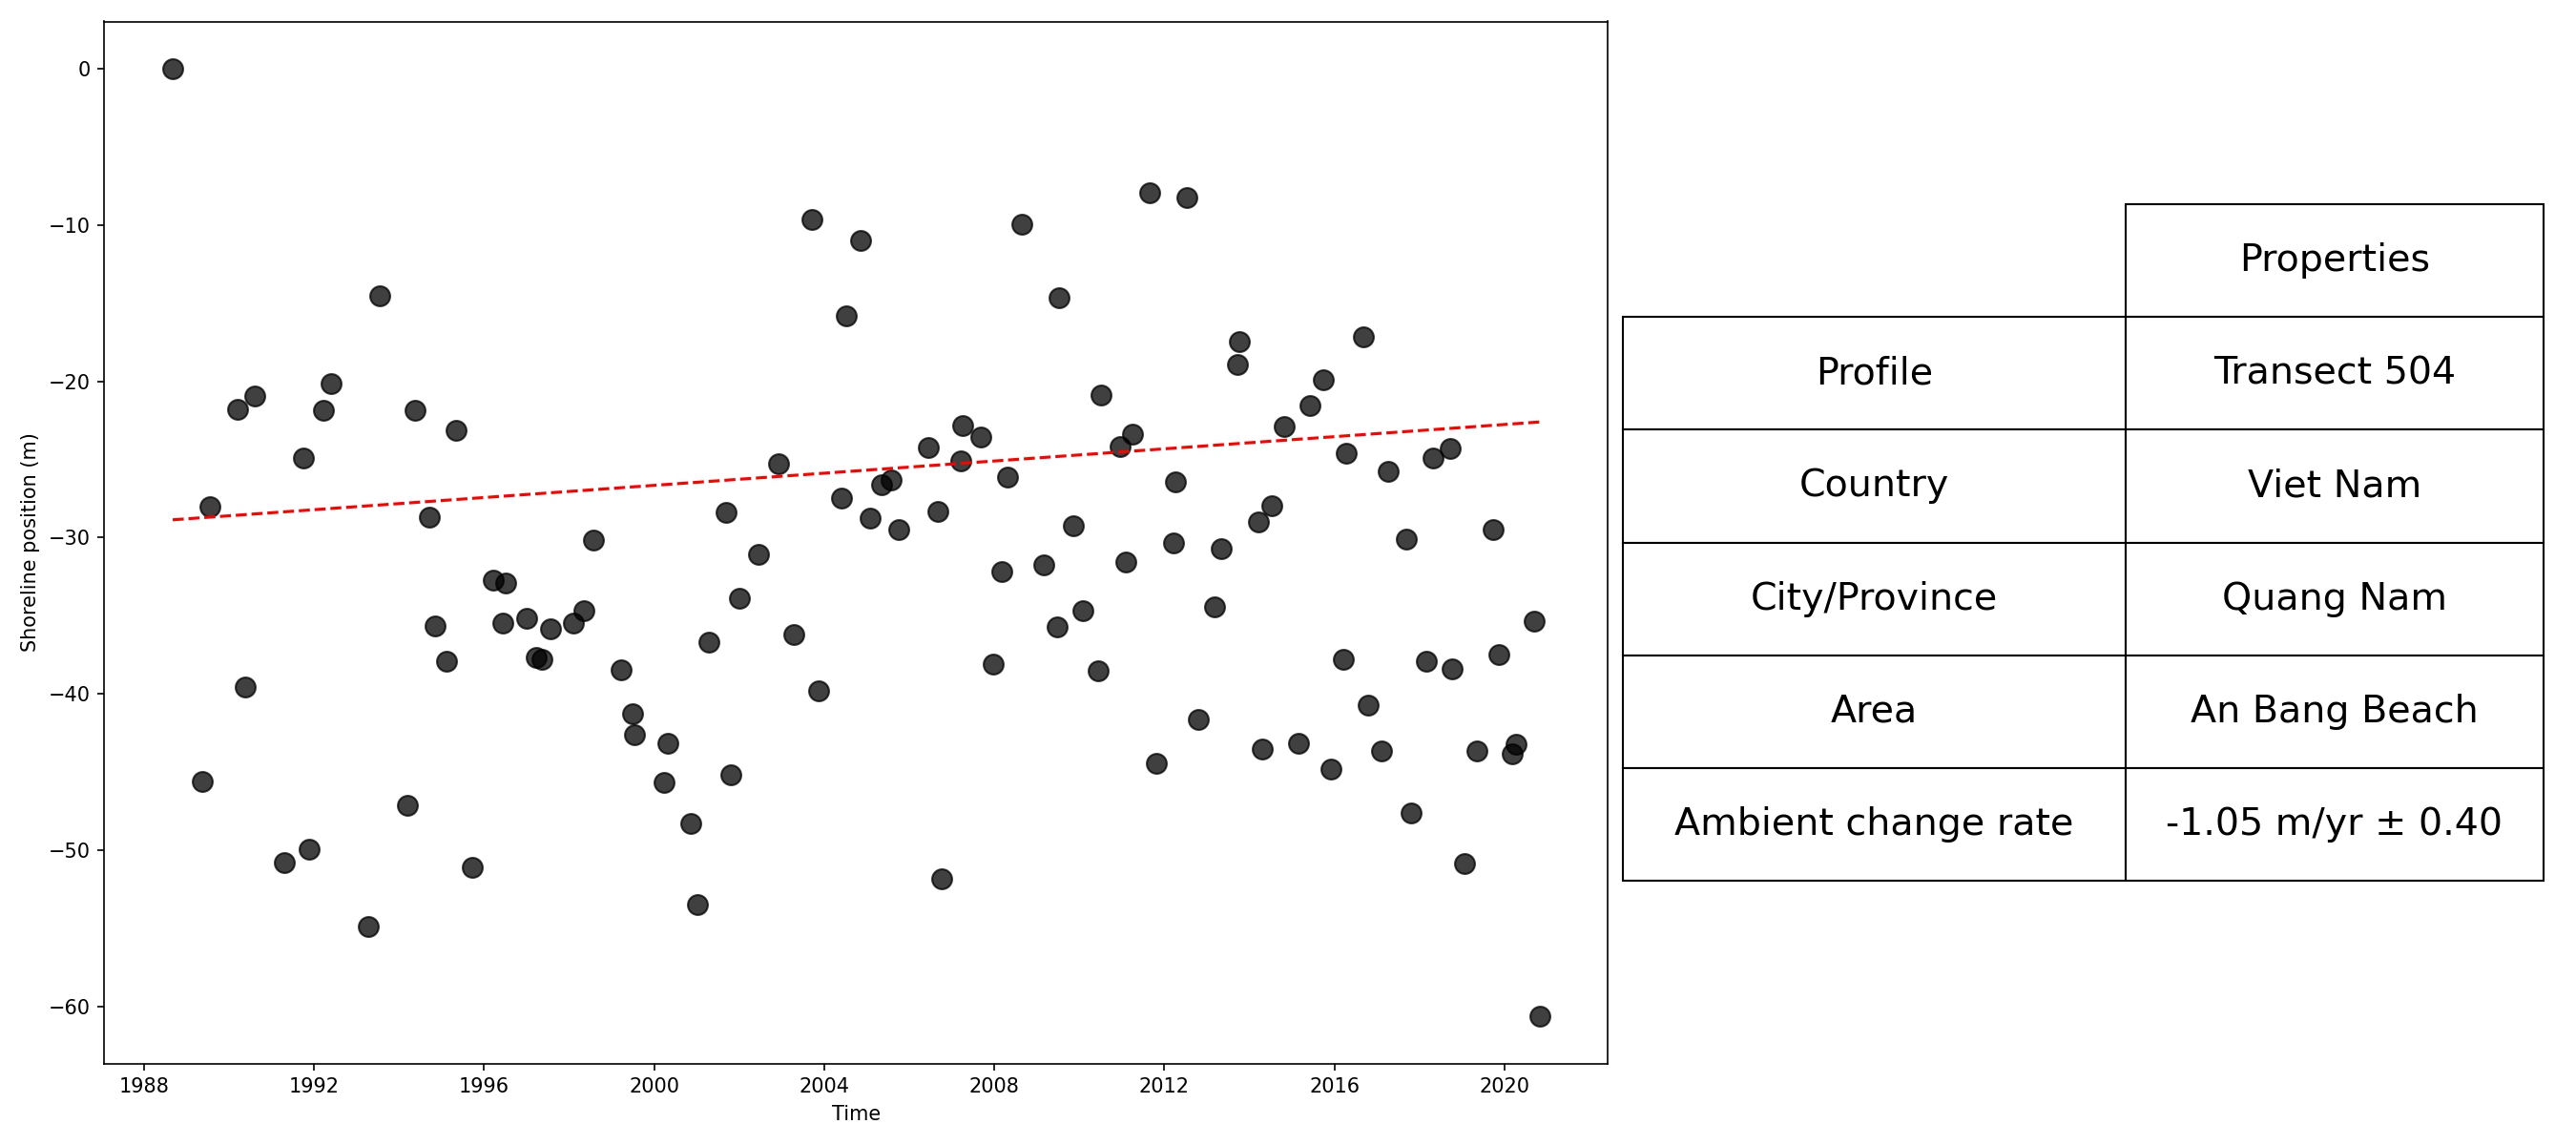 0
−10
−20
−30
−40
−50
−60
Shoreline position (m)
1988 1992 1996 2000 2004 2008 2012 2016 2020
Time
Properties
Profile Transect 504
Country Viet Nam
City/Province Quang Nam
Area An Bang Beach
Ambient change rate -1.05 m/yr ± 0.40